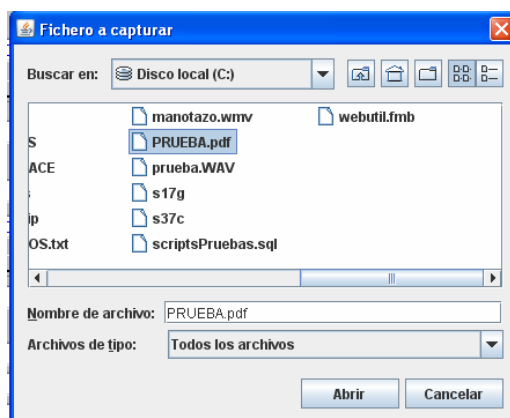 Fichero a capturar
Buscar en: Disco local (C:)
manotazo.wmv webutil.fmb
S PRUEBA.pdf
ACE prueba.WAV
s17g
ip s37c
OS.txt scriptsPruebas.sql
Nombre de archivo: PRUEBA.pdf
Archivos de tipo: Todos los archivos
Abrir Cancelar